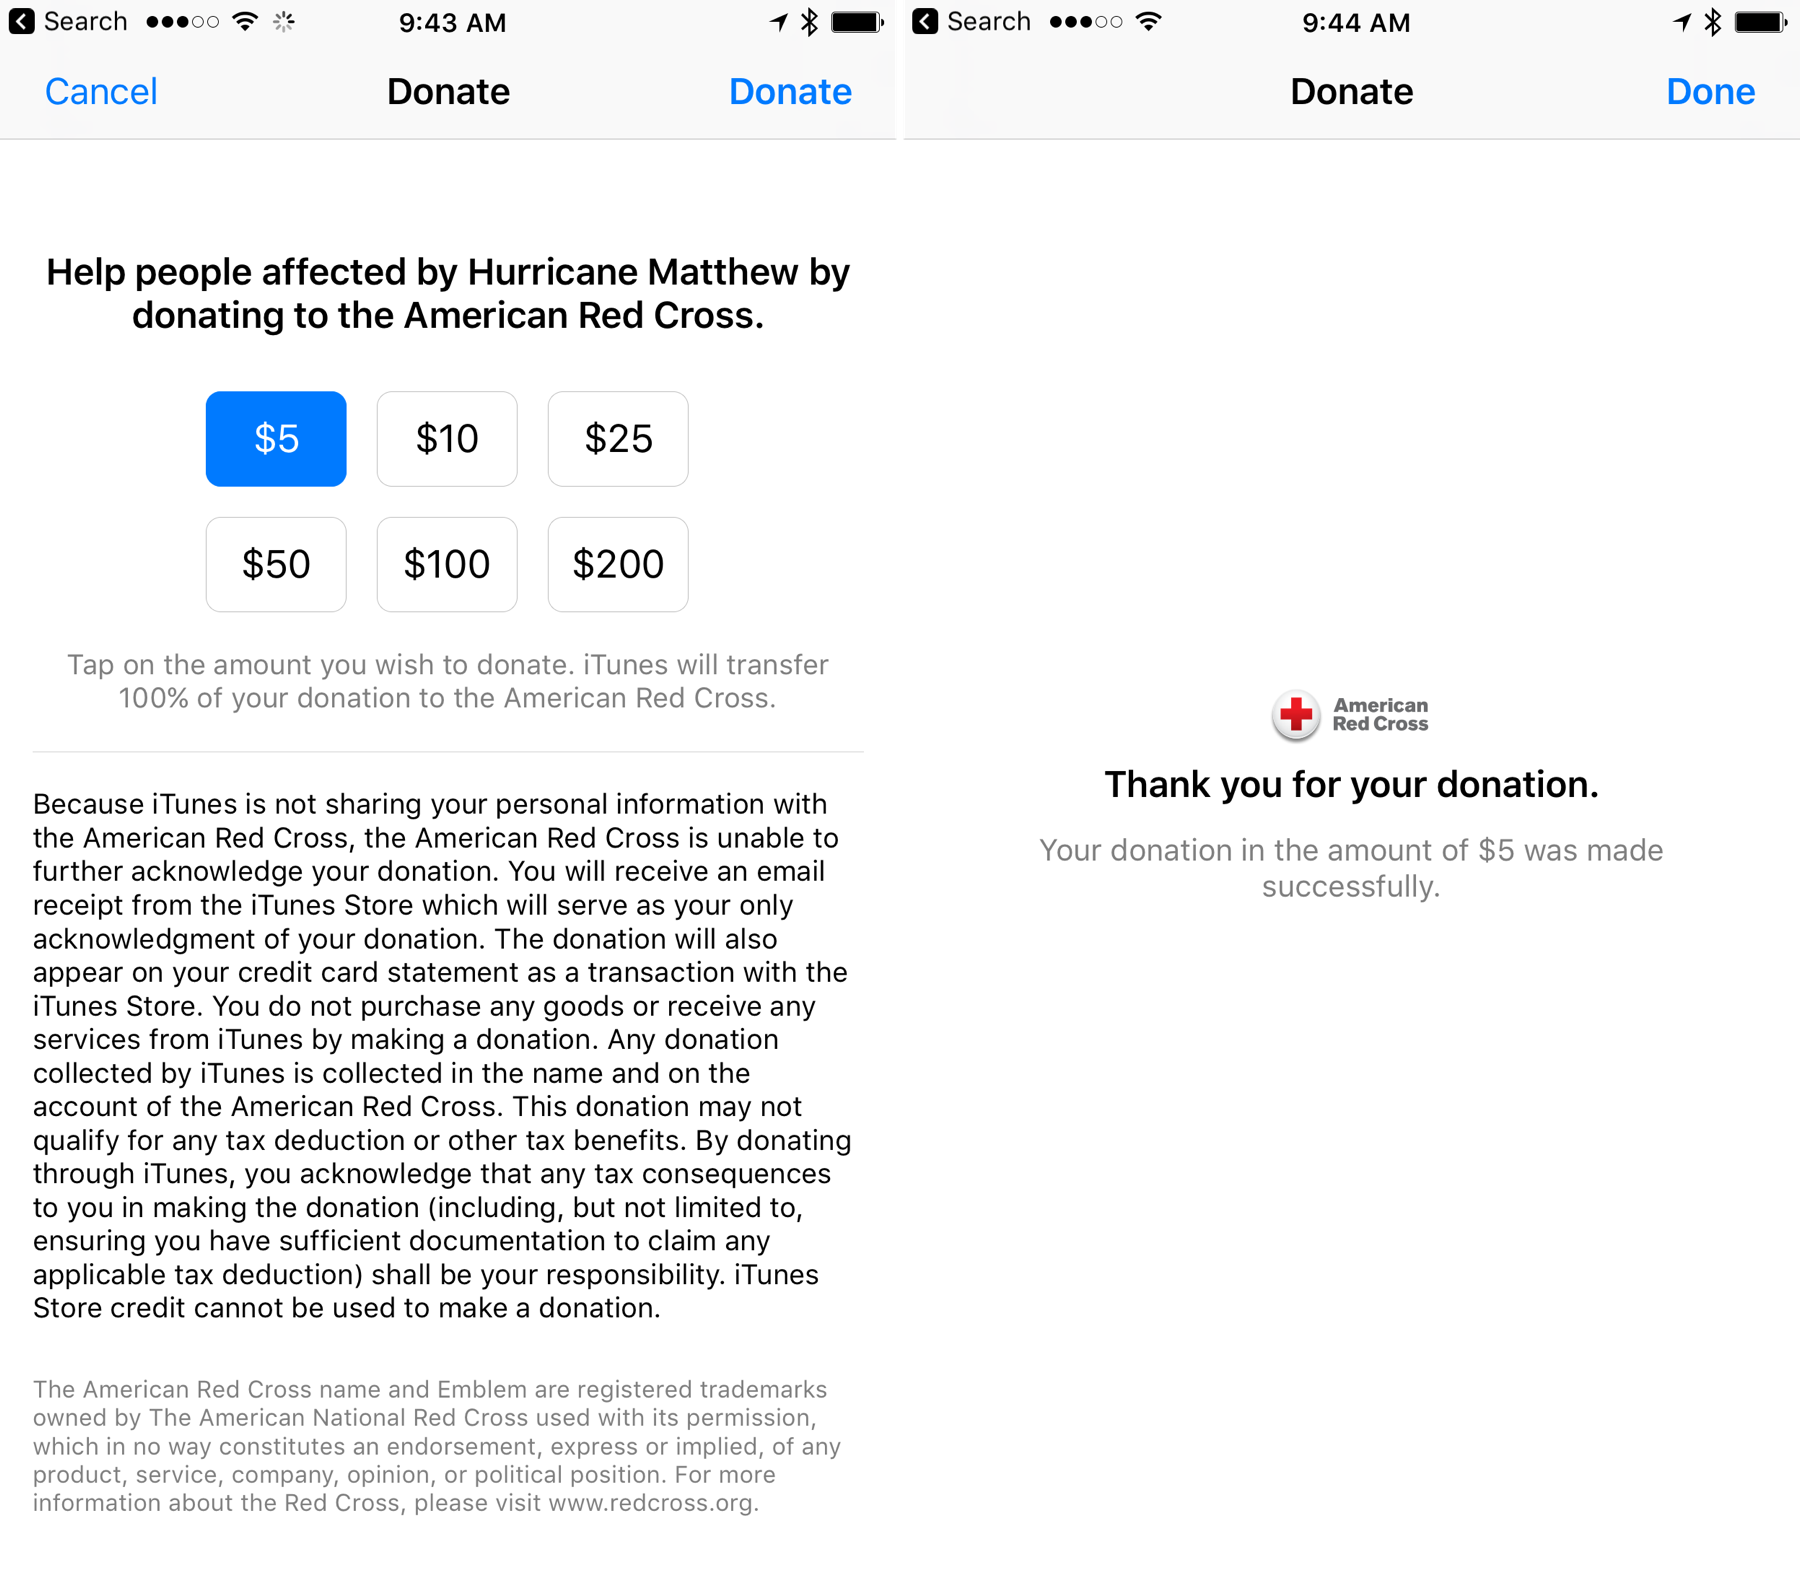 Search 9:43 AM
Cancel Donate Donate
Help people affected by Hurricane Matthew by
donating to the American Red Cross.
$5 $10 $25
$50 $100 $200
Tap on the amount you wish to donate. iTunes will transfer
100% of your donation to the American Red Cross.
Because iTunes is not sharing your personal information with
the American Red Cross, the American Red Cross is unable to
further acknowledge your donation. You will receive an email
receipt from the iTunes Store which will serve as your only
acknowledgment of your donation. The donation will also
appear on your credit card statement as a transaction with the
iTunes Store. You do not purchase any goods or receive any
services from iTunes by making a donation. Any donation
collected by iTunes is collected in the name and on the
account of the American Red Cross. This donation may not
qualify for any tax deduction or other tax benefits. By donating
through iTunes, you acknowledge that any tax consequences
to you in making the donation (including, but not limited to,
ensuring you have sufficient documentation to claim any
applicable tax deduction) shall be your responsibility. iTunes
Store credit cannot be used to make a donation.
The American Red Cross name and Emblem are registered trademarks
owned by The American National Red Cross used with its permission,
which in no way constitutes an endorsement, express or implied, of any
product, service, company, opinion, or political position. For more
information about the Red Cross, please visit www.redcross.org.
Search 9:44 AM
Donate Done
American
Red Cross
Thank you for your donation.
Your donation in the amount of $5 was made
successfully.